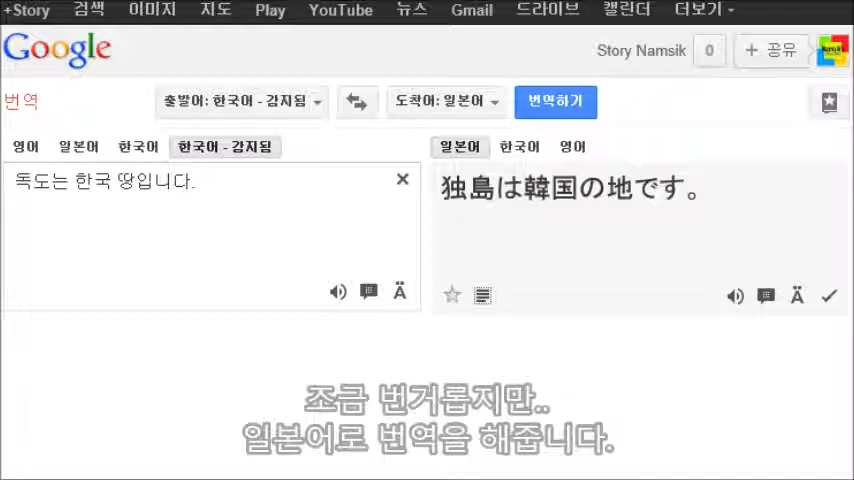 +Story 검색 이미지 지도 Play YouTube 뉴스 Gmail 드라이브 캘린더 더보기
Google
Story Namsik 0 + 공유
번역 출발어: 한국어 - 감지됨 도착어: 일본어 번역하기
영어 일본어 한국어 한국어 - 감지됨 일본어 한국어 영어
독도는 한국 땅입니다.
独島は韓国の地です。
Ä Ä
조금 번거롭지만..
일본어로 번역을 해줍니다.